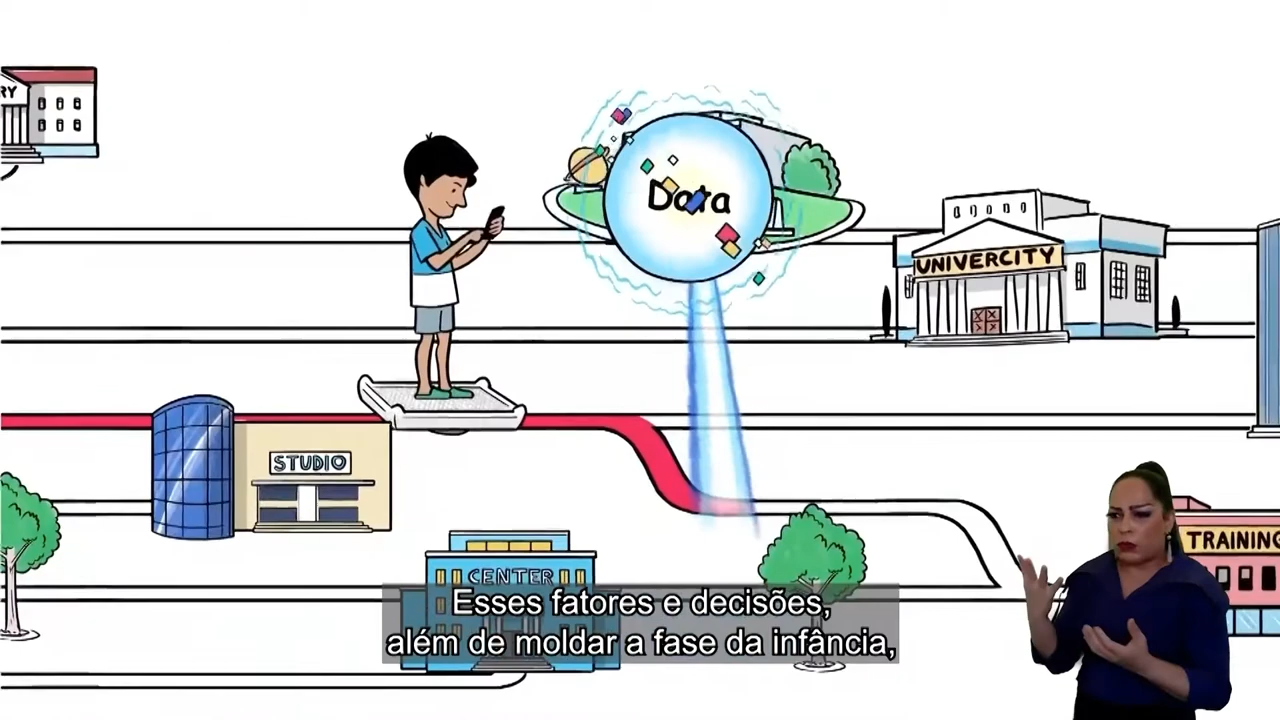 RY
Data
UNIVERCITY
STUDIO
TRAINING
CENTER
Esses fatores e decisões,
além de moldar a fase da infância,